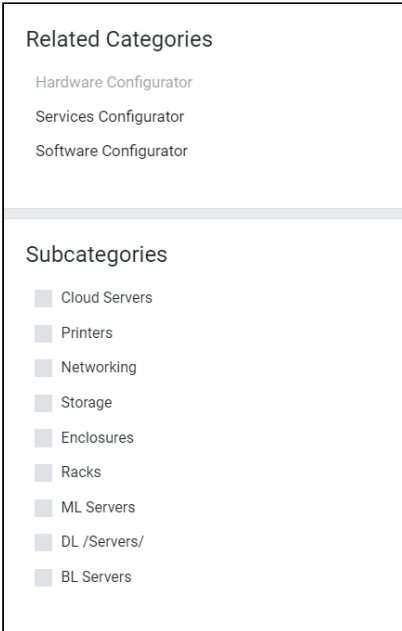 Related Categories
Hardware Configurator
Services Configurator
Software Configurator
Subcategories
Cloud Servers
Printers
Networking
Storage
Enclosures
Racks
ML Servers
DL /Servers/
BL Servers